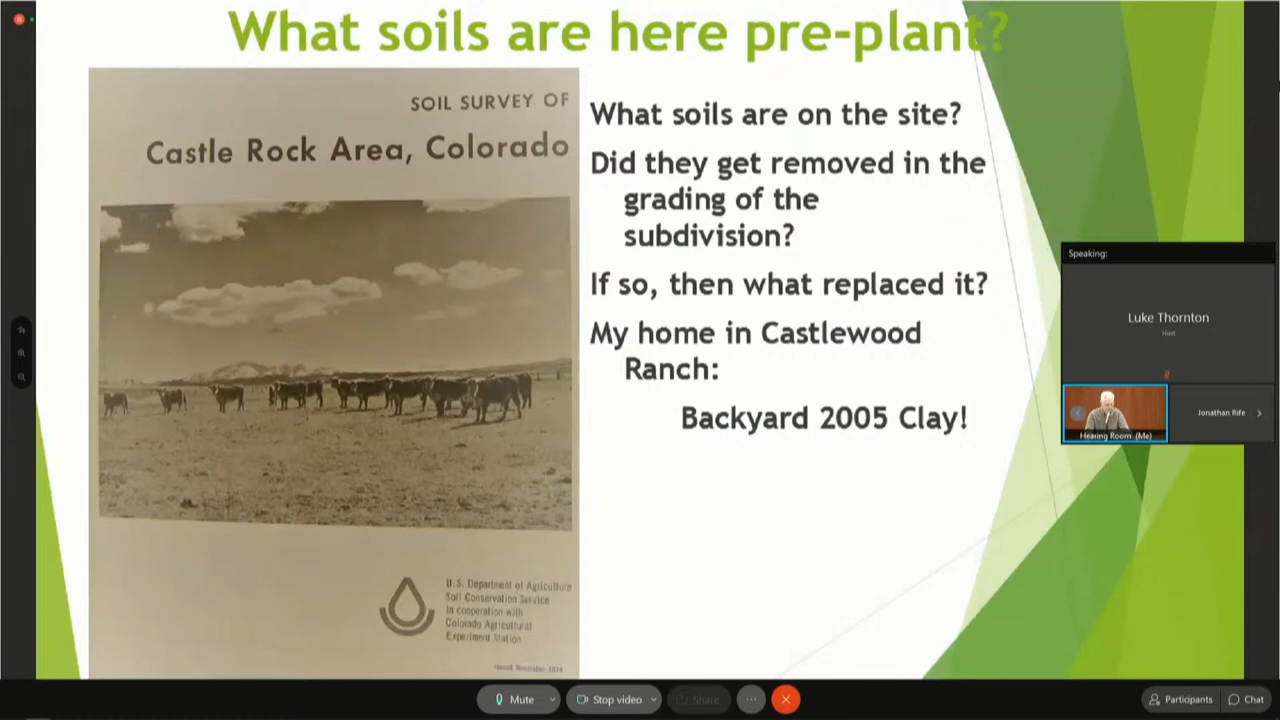 What soils are here pre-plant?
SOIL SURVEY OF
Castle Rock Area, Colorado
U.S. Department of Agriculture
Soil Conservation Service
In cooperation with
Colorado Agricultural
Experiment Station
What soils are on the site?
Did they get removed in the
grading of the
subdivision?
If so, then what replaced it?
My home in Castlewood
Ranch:
Backyard 2005 Clay!
Speaking:
Luke Thornton
Host
Hearing Room (Me)
Jonathan Rife
Mute
Stop video
Share
Participants
Chat